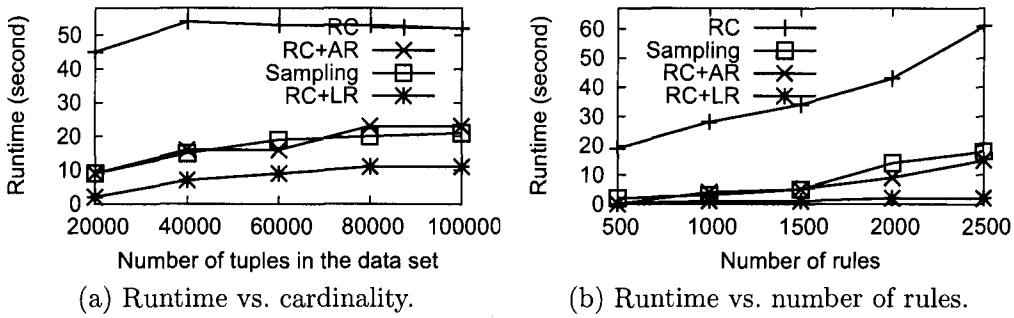 Runtime (second)
50
40
30
20
10
0
RC
RC+AR
Sampling
RC+LR
20000 40000 60000 80000 100000
Number of tuples in the data set
(a) Runtime vs. cardinality.
Runtime (second)
60
50
40
30
20
10
0
RC
Sampling
RC+AR
RC+LR
500 1000 1500 2000 2500
Number of rules
(b) Runtime vs. number of rules.